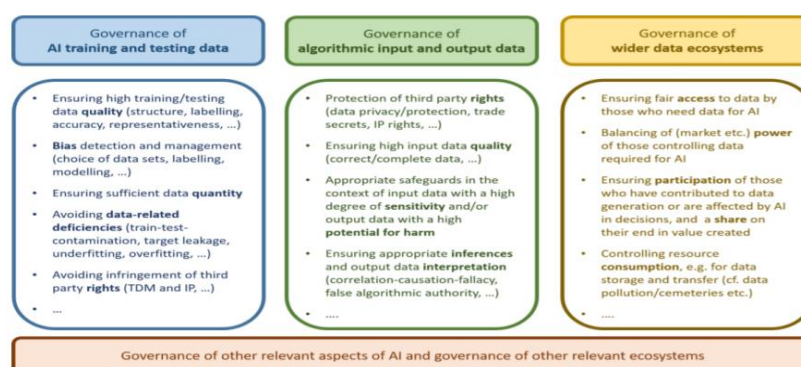 Governance of
AI training and testing data
• Ensuring high training/testing
data quality (structure, labelling,
accuracy, representativeness, ...)
• Bias detection and management
(choice of data sets, labelling,
modelling, ...)
• Ensuring sufficient data quantity
• Avoiding data-related
deficiencies (train-test-
contamination, target leakage,
underfitting, overfitting, ...)
• Avoiding infringement of third
party rights (TDM and IP, ...)
• ...
Governance of
algorithmic input and output data
• Protection of third party rights
(data privacy/protection, trade
secrets, IP rights, ...)
• Ensuring high input data quality
(correct/complete data, ...)
• Appropriate safeguards in the
context of input data with a high
degree of sensitivity and/or
output data with a high
potential for harm
• Ensuring appropriate inferences
and output data interpretation
(correlation-causation-fallacy,
false algorithmic authority, ...)
• ....
Governance of
wider data ecosystems
• Ensuring fair access to data by
those who need data for AI
• Balancing of (market etc.) power
of those controlling data
required for AI
• Ensuring participation of those
who have contributed to data
generation or are affected by AI
in decisions, and a share on
their end in value created
• Controlling resource
consumption, e.g. for data
storage and transfer (cf. data
pollution/cemeteries etc.)
• ....
Governance of other relevant aspects of AI and governance of other relevant ecosystems